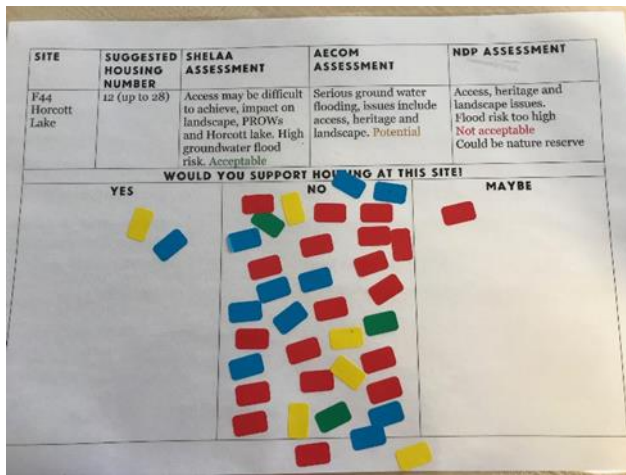 SITE
SUGGESTED
HOUSING
NUMBER
SHELAA
ASSESSMENT
AECOM
ASSESSMENT
NDP ASSESSMENT
F44
Horcott
Lake
12 (up to 28)
Access may be difficult
to achieve, impact on
landscape, PROWs
and Horcott lake. High
groundwater flood
risk. Acceptable
Serious ground water
flooding, issues include
access, heritage and
landscape. Potential
Access, heritage and
landscape issues.
Flood risk too high
Not acceptable
Could be nature reserve
WOULD YOU SUPPORT HOUSING AT THIS SITE!
YES
NO
MAYBE